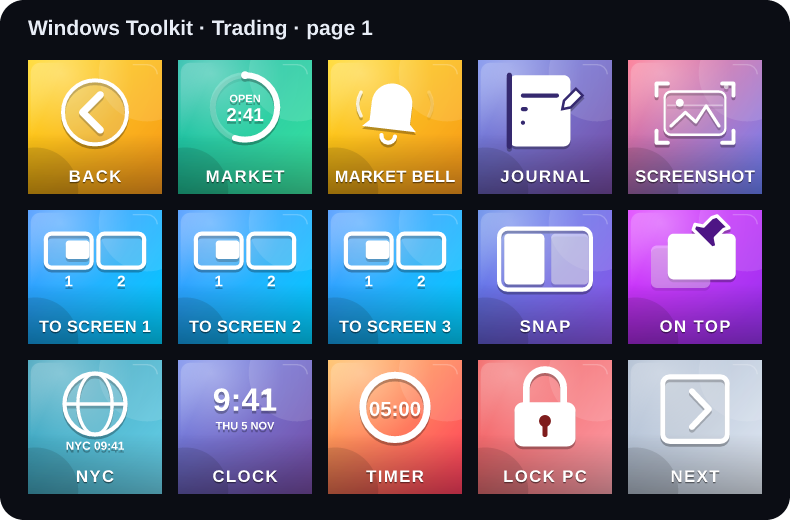 Windows Toolkit · Trading · page 1
BACK
OPEN
2:41
MARKET
MARKET BELL
JOURNAL
SCREENSHOT
1 2
TO SCREEN 1
1 2
TO SCREEN 2
1 2
TO SCREEN 3
SNAP
ON TOP
NYC 09:41
NYC
9:41
THU 5 NOV
CLOCK
05:00
TIMER
LOCK PC
NEXT